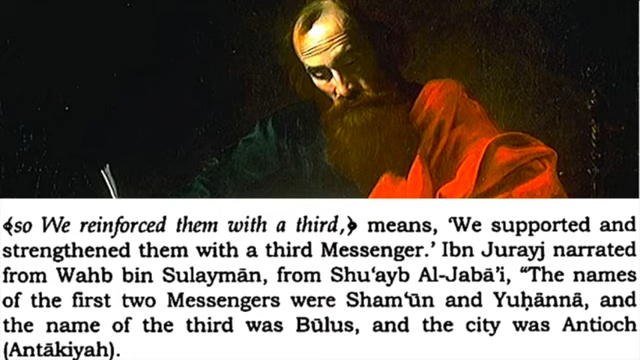 ﴾so We reinforced them with a third,﴿ means, ‘We supported and
strengthened them with a third Messenger.’ Ibn Jurayj narrated
from Wahb bin Sulaymān, from Shu‘ayb Al-Jabā’i, “The names
of the first two Messengers were Sham‘ūn and Yuḥānnā, and
the name of the third was Būlus, and the city was Antioch
(Antākiyah).